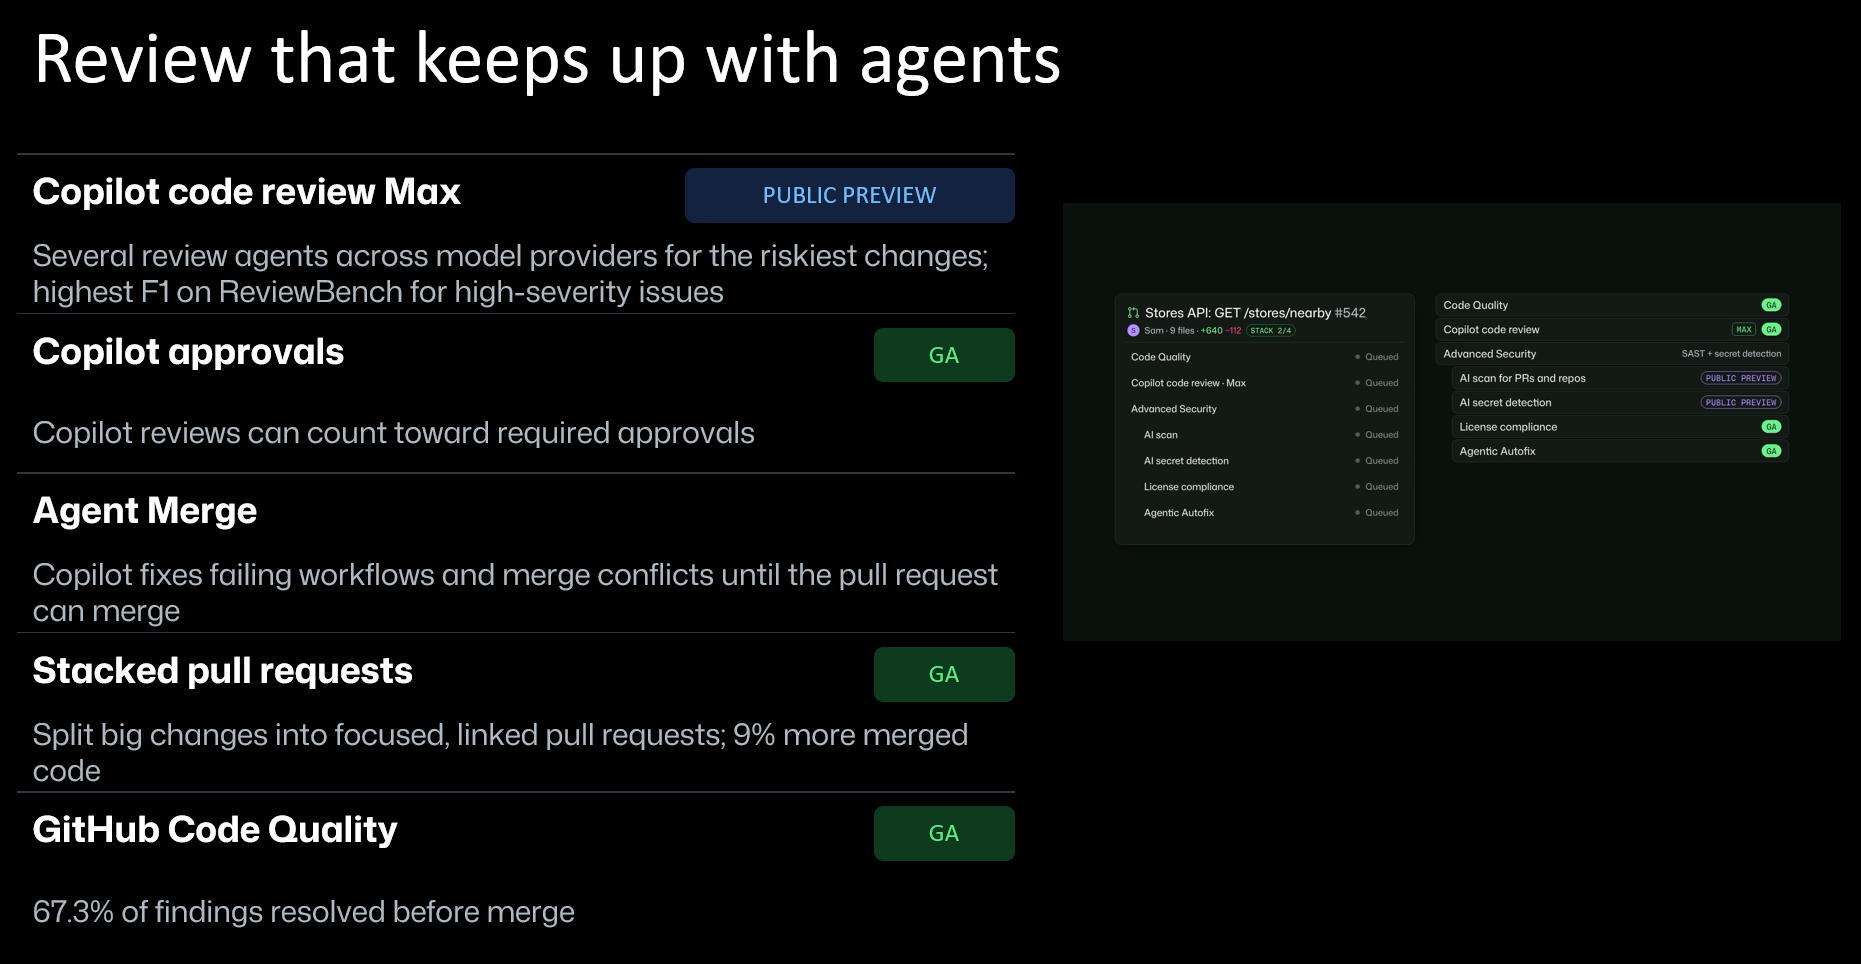 Review that keeps up with agents
Copilot code review Max
PUBLIC PREVIEW
Several review agents across model providers for the riskiest changes;
highest F1 on ReviewBench for high-severity issues
Copilot approvals
GA
Copilot reviews can count toward required approvals
Agent Merge
Copilot fixes failing workflows and merge conflicts until the pull request
can merge
Stacked pull requests
GA
Split big changes into focused, linked pull requests; 9% more merged
code
GitHub Code Quality
GA
67.3% of findings resolved before merge
Stores API: GET /stores/nearby #542
S Sam · 9 files · +640 −112 STACK 2/4
Code Quality Queued
Copilot code review · Max Queued
Advanced Security Queued
AI scan Queued
AI secret detection Queued
License compliance Queued
Agentic Autofix Queued
Code Quality GA
Copilot code review MAX GA
Advanced Security SAST + secret detection
AI scan for PRs and repos PUBLIC PREVIEW
AI secret detection PUBLIC PREVIEW
License compliance GA
Agentic Autofix GA